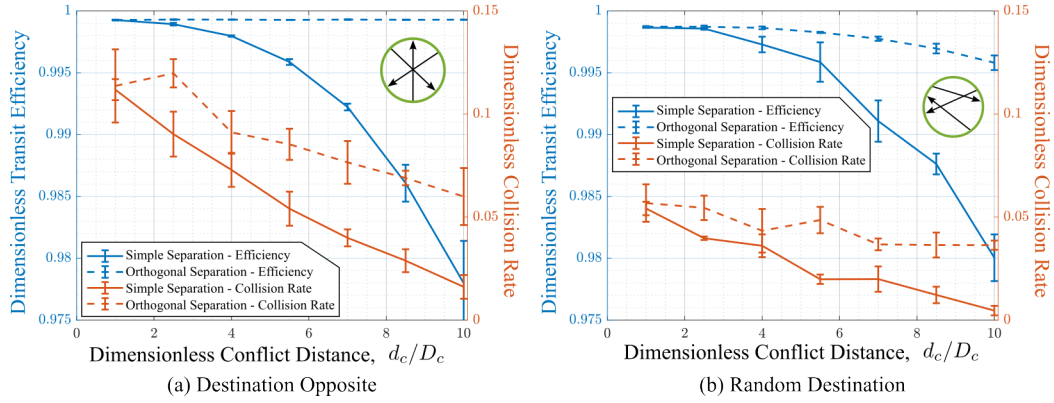 Dimensionless Transit Efficiency
1
0.995
0.99
0.985
0.98
0.975
0.15
0.1
0.05
0
Dimensionless Collision Rate
Simple Separation - Efficiency
Orthogonal Separation - Efficiency
Simple Separation - Collision Rate
Orthogonal Separation - Collision Rate
0 2 4 6 8 10
Dimensionless Conflict Distance, d_c/D_c
(a) Destination Opposite
Dimensionless Transit Efficiency
1
0.995
0.99
0.985
0.98
0.975
0.15
0.1
0.05
0
Dimensionless Collision Rate
Simple Separation - Efficiency
Orthogonal Separation - Efficiency
Simple Separation - Collision Rate
Orthogonal Separation - Collision Rate
0 2 4 6 8 10
Dimensionless Conflict Distance, d_c/D_c
(b) Random Destination